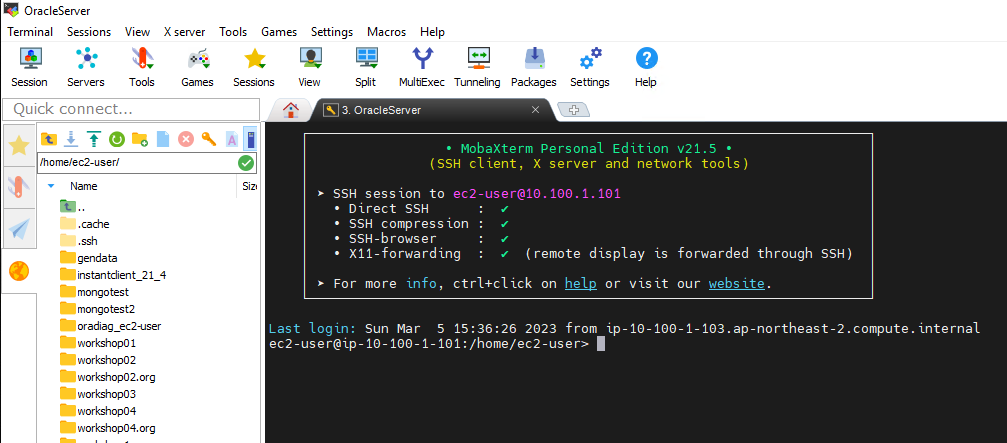 OracleServer
Terminal Sessions View X server Tools Games Settings Macros Help
Session Servers Tools Games Sessions View Split MultiExec Tunneling Packages Settings Help
Quick connect...
3. OracleServer
/home/ec2-user/
Name Size
..
.cache
.ssh
gendata
instantclient_21_4
mongotest
mongotest2
oradiag_ec2-user
workshop01
workshop02
workshop02.org
workshop03
workshop04
workshop04.org
• MobaXterm Personal Edition v21.5 •
(SSH client, X server and network tools)
➤ SSH session to ec2-user@10.100.1.101
• Direct SSH : ✔
• SSH compression : ✔
• SSH-browser : ✔
• X11-forwarding : ✔ (remote display is forwarded through SSH)
➤ For more info, ctrl+click on help or visit our website.
Last login: Sun Mar 5 15:36:26 2023 from ip-10-100-1-103.ap-northeast-2.compute.internal
ec2-user@ip-10-100-1-101:/home/ec2-user>